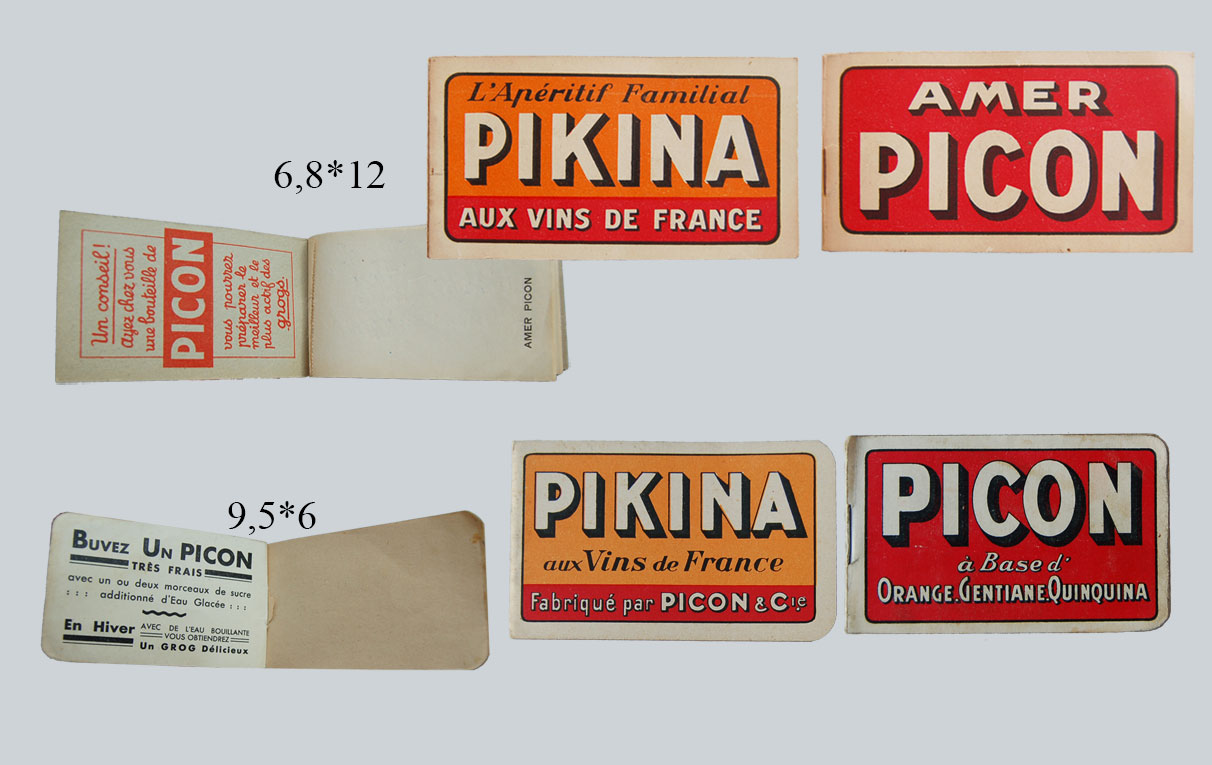 L'Apéritif Familial
PIKINA
AUX VINS DE FRANCE
AMER
PICON
6,8*12
Un conseil!
Ayez chez vous
une bouteille de
PICON
vous pourrez
préparer le
meilleur et le
plus actif des
grogs.
AMER PICON
PIKINA
aux Vins de France
Fabriqué par PICON & Cie
PICON
à Base d'
ORANGE.GENTIANE.QUINQUINA
9,5*6
BUVEZ UN PICON
TRÈS FRAIS
avec un ou deux morceaux de sucre
: : : additionné d'Eau Glacée : : :
En Hiver AVEC DE L'EAU BOUILLANTE
VOUS OBTIENDREZ
Un GROG Délicieux